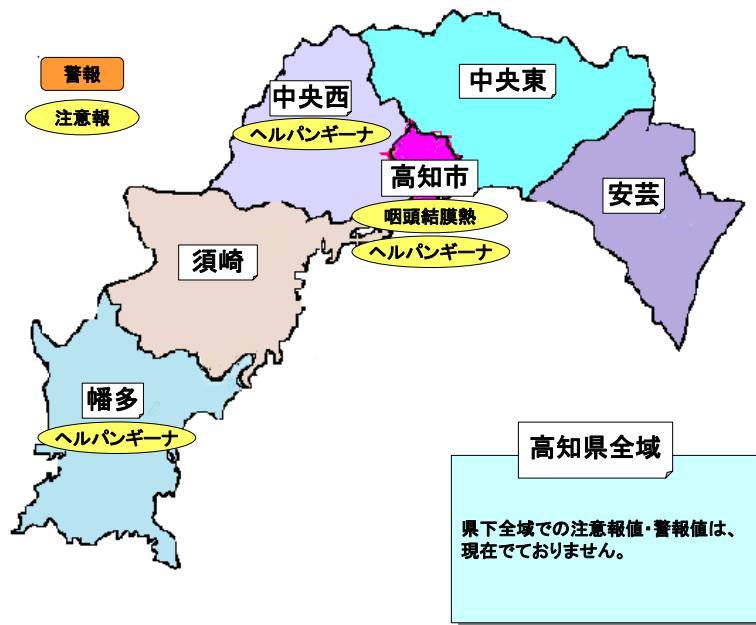 警報
注意報
中央西
ヘルパンギーナ
中央東
高知市
咽頭結膜熱
ヘルパンギーナ
安芸
須崎
幡多
ヘルパンギーナ
高知県全域
県下全域での注意報値・警報値は、
現在でておりません。